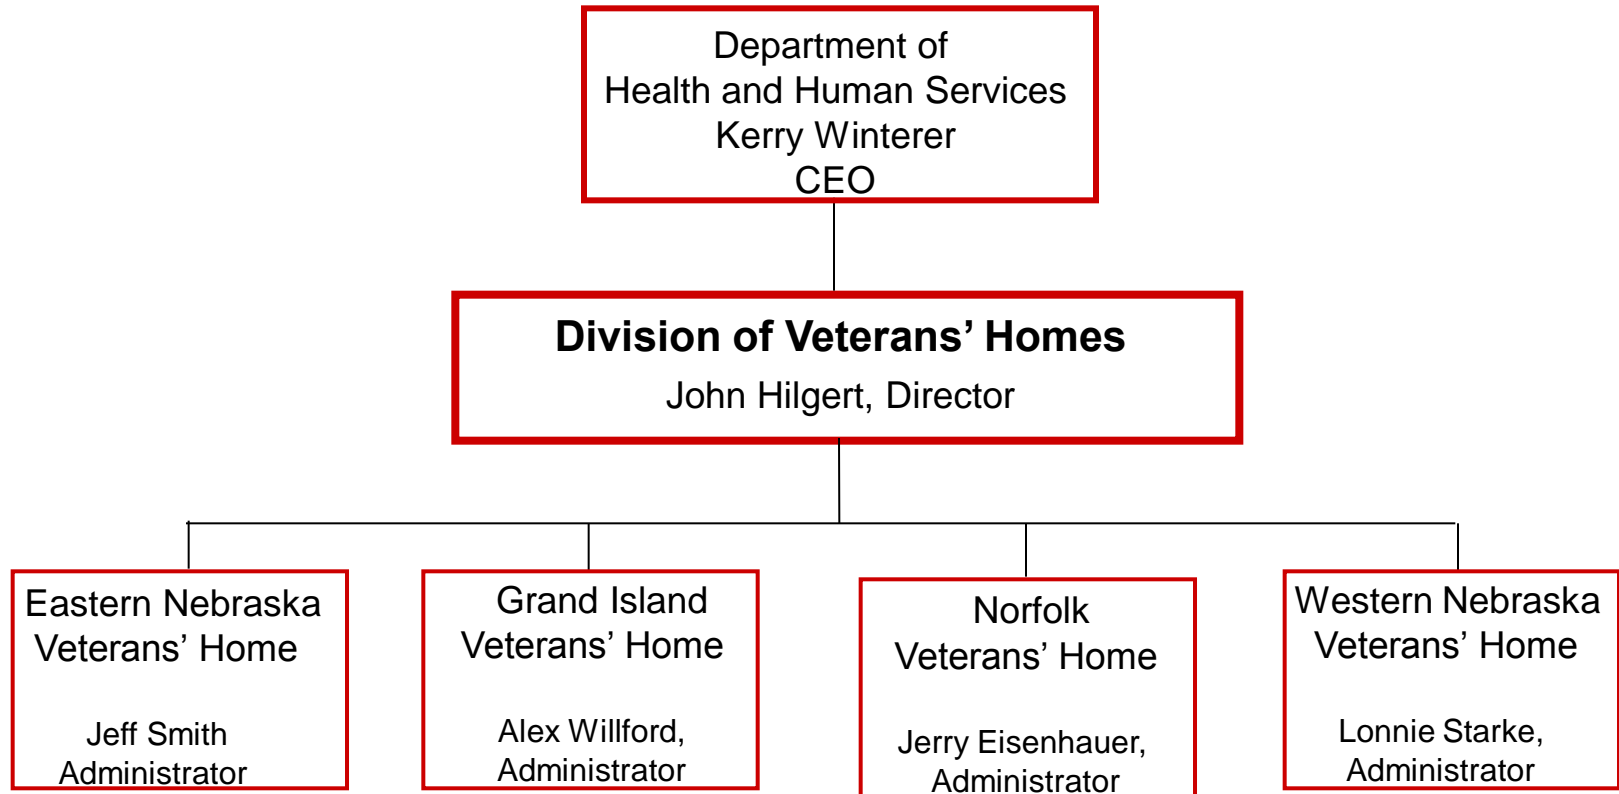 Department of
Health and Human Services
Kerry Winterer
CEO
Division of Veterans’ Homes
John Hilgert, Director
Eastern Nebraska
Veterans’ Home
Jeff Smith
Administrator
Grand Island
Veterans’ Home
Alex Willford,
Administrator
Norfolk
Veterans’ Home
Jerry Eisenhauer,
Administrator
Western Nebraska
Veterans’ Home
Lonnie Starke,
Administrator